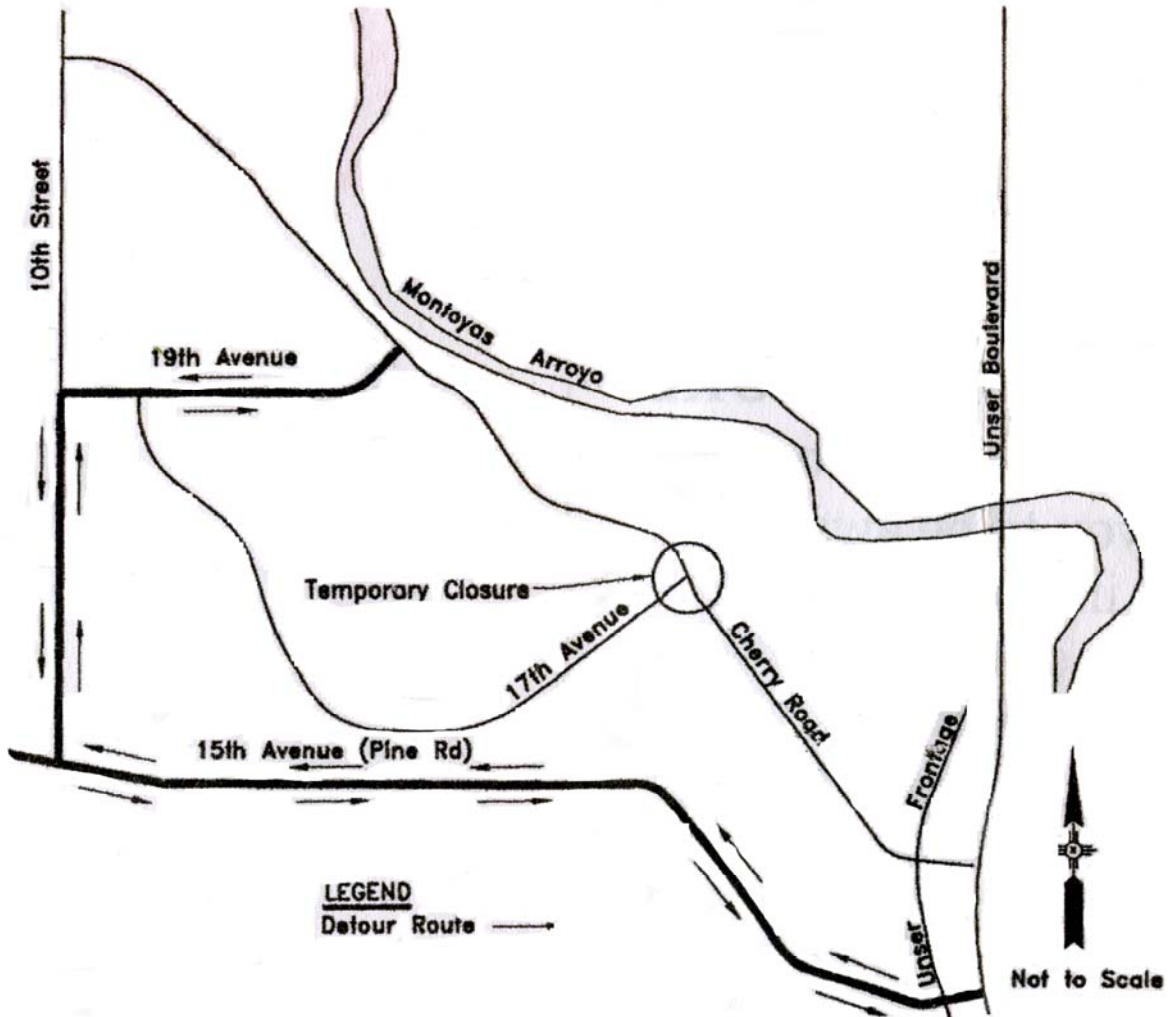 10th Street
Montoyas Arroyo
Unser Boulevard
19th Avenue
Temporary Closure
17th Avenue
Cherry Road
15th Avenue (Pine Rd)
Unser Frontage
LEGEND
Detour Route
Not to Scale